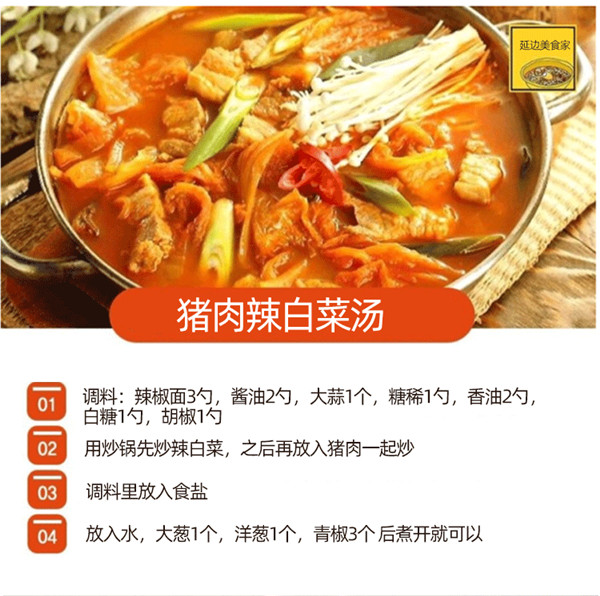 延边美食家
猪肉辣白菜汤
01
调料：辣椒面3勺，酱油2勺，大蒜1个，糖稀1勺，香油2勺，
白糖1勺，胡椒1勺
02
用炒锅先炒辣白菜，之后再放入猪肉一起炒
03
调料里放入食盐
04
放入水，大葱1个，洋葱1个，青椒3个 后煮开就可以